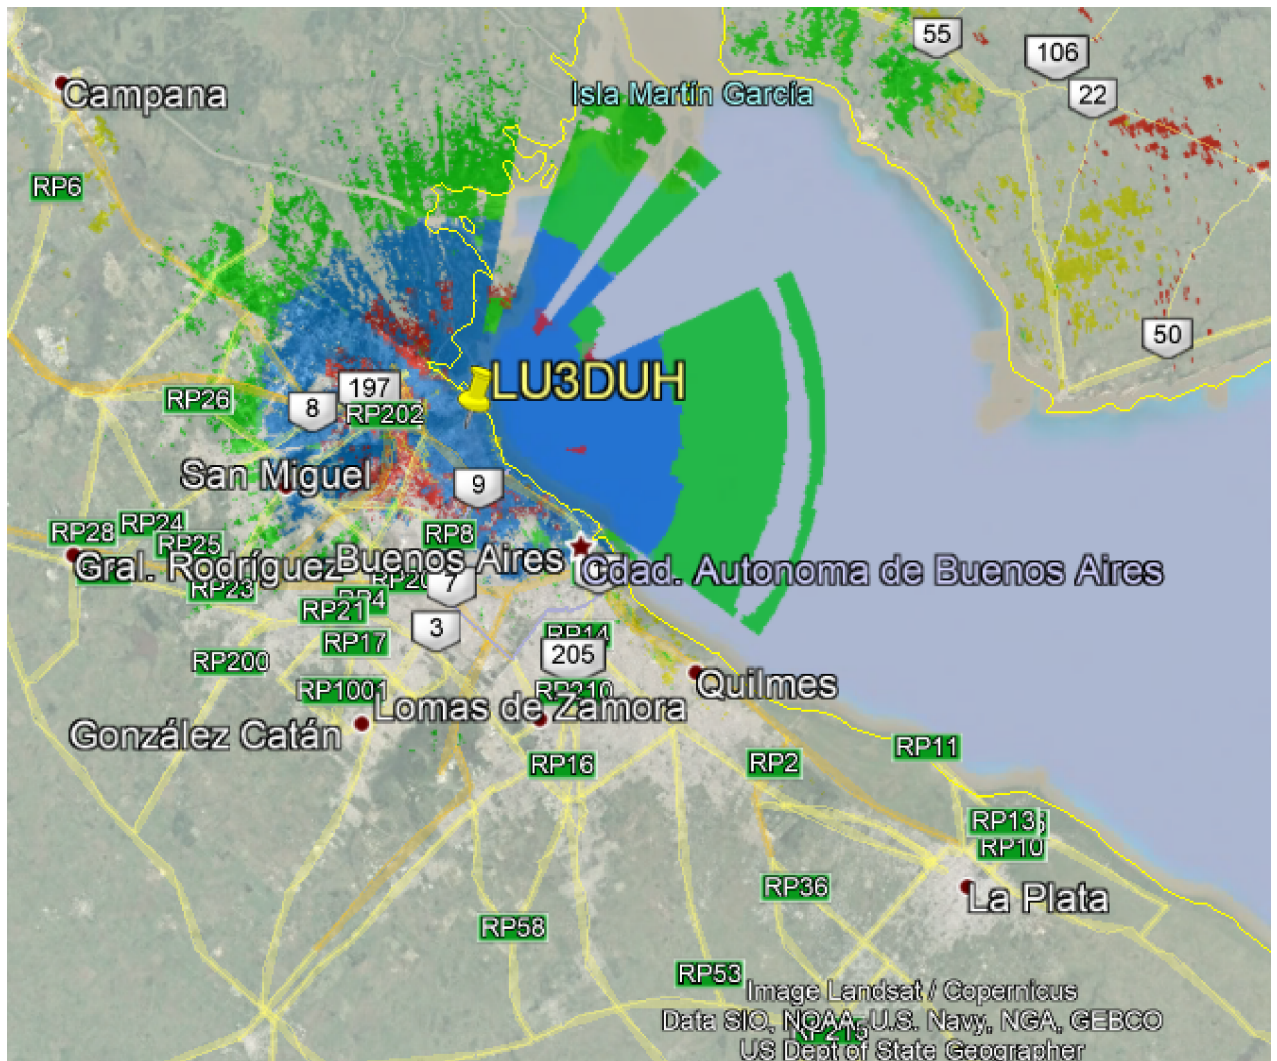 55
106
Campana
Isla Martín García
22
RP6
50
LU3DUH
197
RP26
8
RP202
San Miguel
9
RP24
RP28
RP8
RP25
Buenos Aires
Gral. Rodríguez
Cdad. Autonoma de Buenos Aires
RP23
7
RP21
3
RP14
RP17
205
RP200
Quilmes
RP1001
RP210
Lomas de Zamora
González Catán
RP11
RP16
RP2
RP13
RP10
RP36
La Plata
RP58
RP53
Image Landsat / Copernicus
Data SIO, NOAA, U.S. Navy, NGA, GEBCO
US Dept of State Geographer